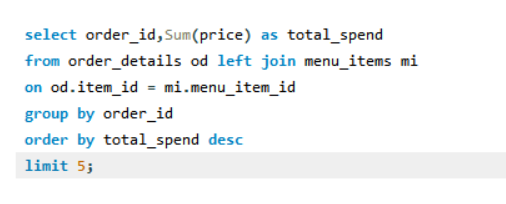 select order_id,Sum(price) as total_spend
from order_details od left join menu_items mi
on od.item_id = mi.menu_item_id
group by order_id
order by total_spend desc
limit 5;